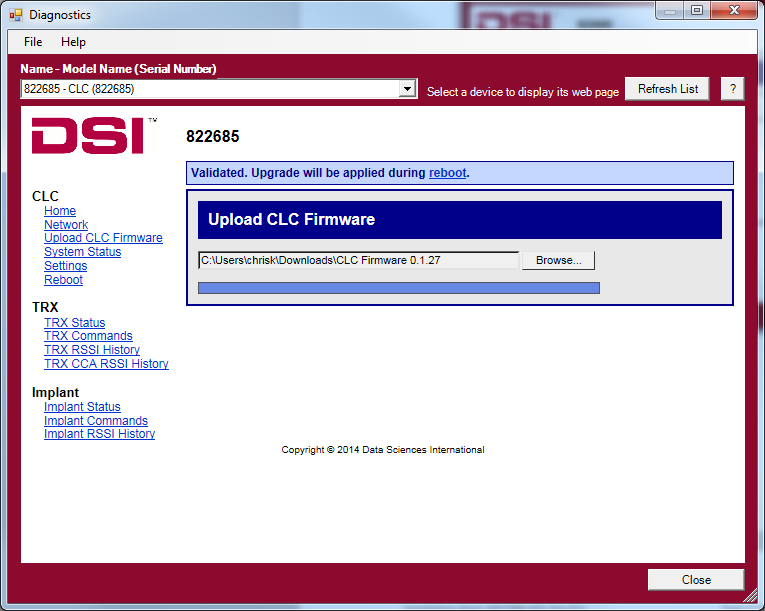 Diagnostics
File Help
Name - Model Name (Serial Number)
822685 - CLC (822685)
Select a device to display its web page
Refresh List
?
DSI™
822685
Validated. Upgrade will be applied during reboot.
CLC
Home
Network
Upload CLC Firmware
System Status
Settings
Reboot
Upload CLC Firmware
C:\Users\chrisk\Downloads\CLC Firmware 0.1.27
Browse...
TRX
TRX Status
TRX Commands
TRX RSSI History
TRX CCA RSSI History
Implant
Implant Status
Implant Commands
Implant RSSI History
Copyright © 2014 Data Sciences International
Close